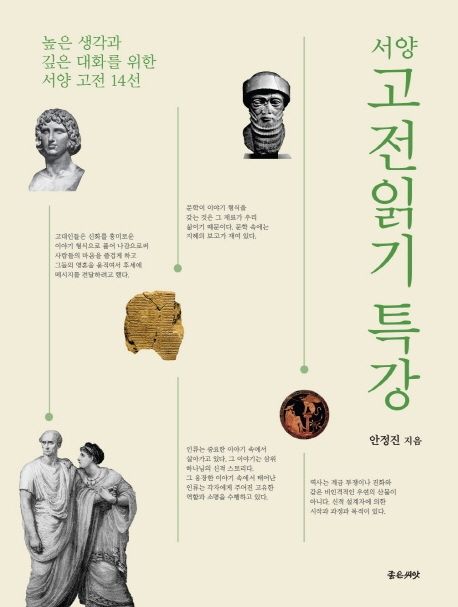 높은 생각과
깊은 대화를 위한
서양 고전 14선
서양
고전읽기 특강
안정진 지음
문학이 이야기 형식을
갖는 것은 그 재료가 우리
삶이기 때문이다. 문학 속에는
지혜의 보고가 재여 있다.
고대인들은 신화를 흥미로운
이야기 형식으로 풀어 나감으로써
사람들의 마음을 즐겁게 하고
그들의 영혼을 움직여서 후세에
메시지를 전달하려고 했다.
인류는 광요한 이야기 속에서
살아가고 있다. 그 이야기는 삼위
하나님의 신적 스토리다.
그 웅장한 이야기 속에서 태어난
인류는 각자에게 주어진 고유한
역할과 소명을 수행하고 있다.
역사는 계급 투쟁이나 진화와
같은 비인격적인 우연의 산물이
아니다. 신적 설계자에 의한
시작과 과정과 목적이 있다.
좋은씨앗